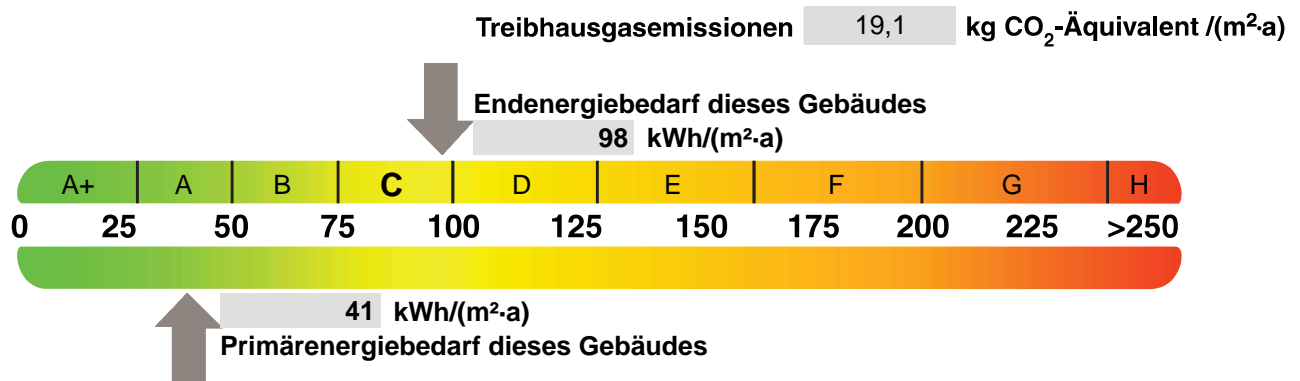 Treibhausgasemissionen 19,1 kg CO₂-Äquivalent /(m²·a)
Endenergiebedarf dieses Gebäudes
98 kWh/(m²·a)
A+ A B C D E F G H
0 25 50 75 100 125 150 175 200 225 >250
41 kWh/(m²·a)
Primärenergiebedarf dieses Gebäudes